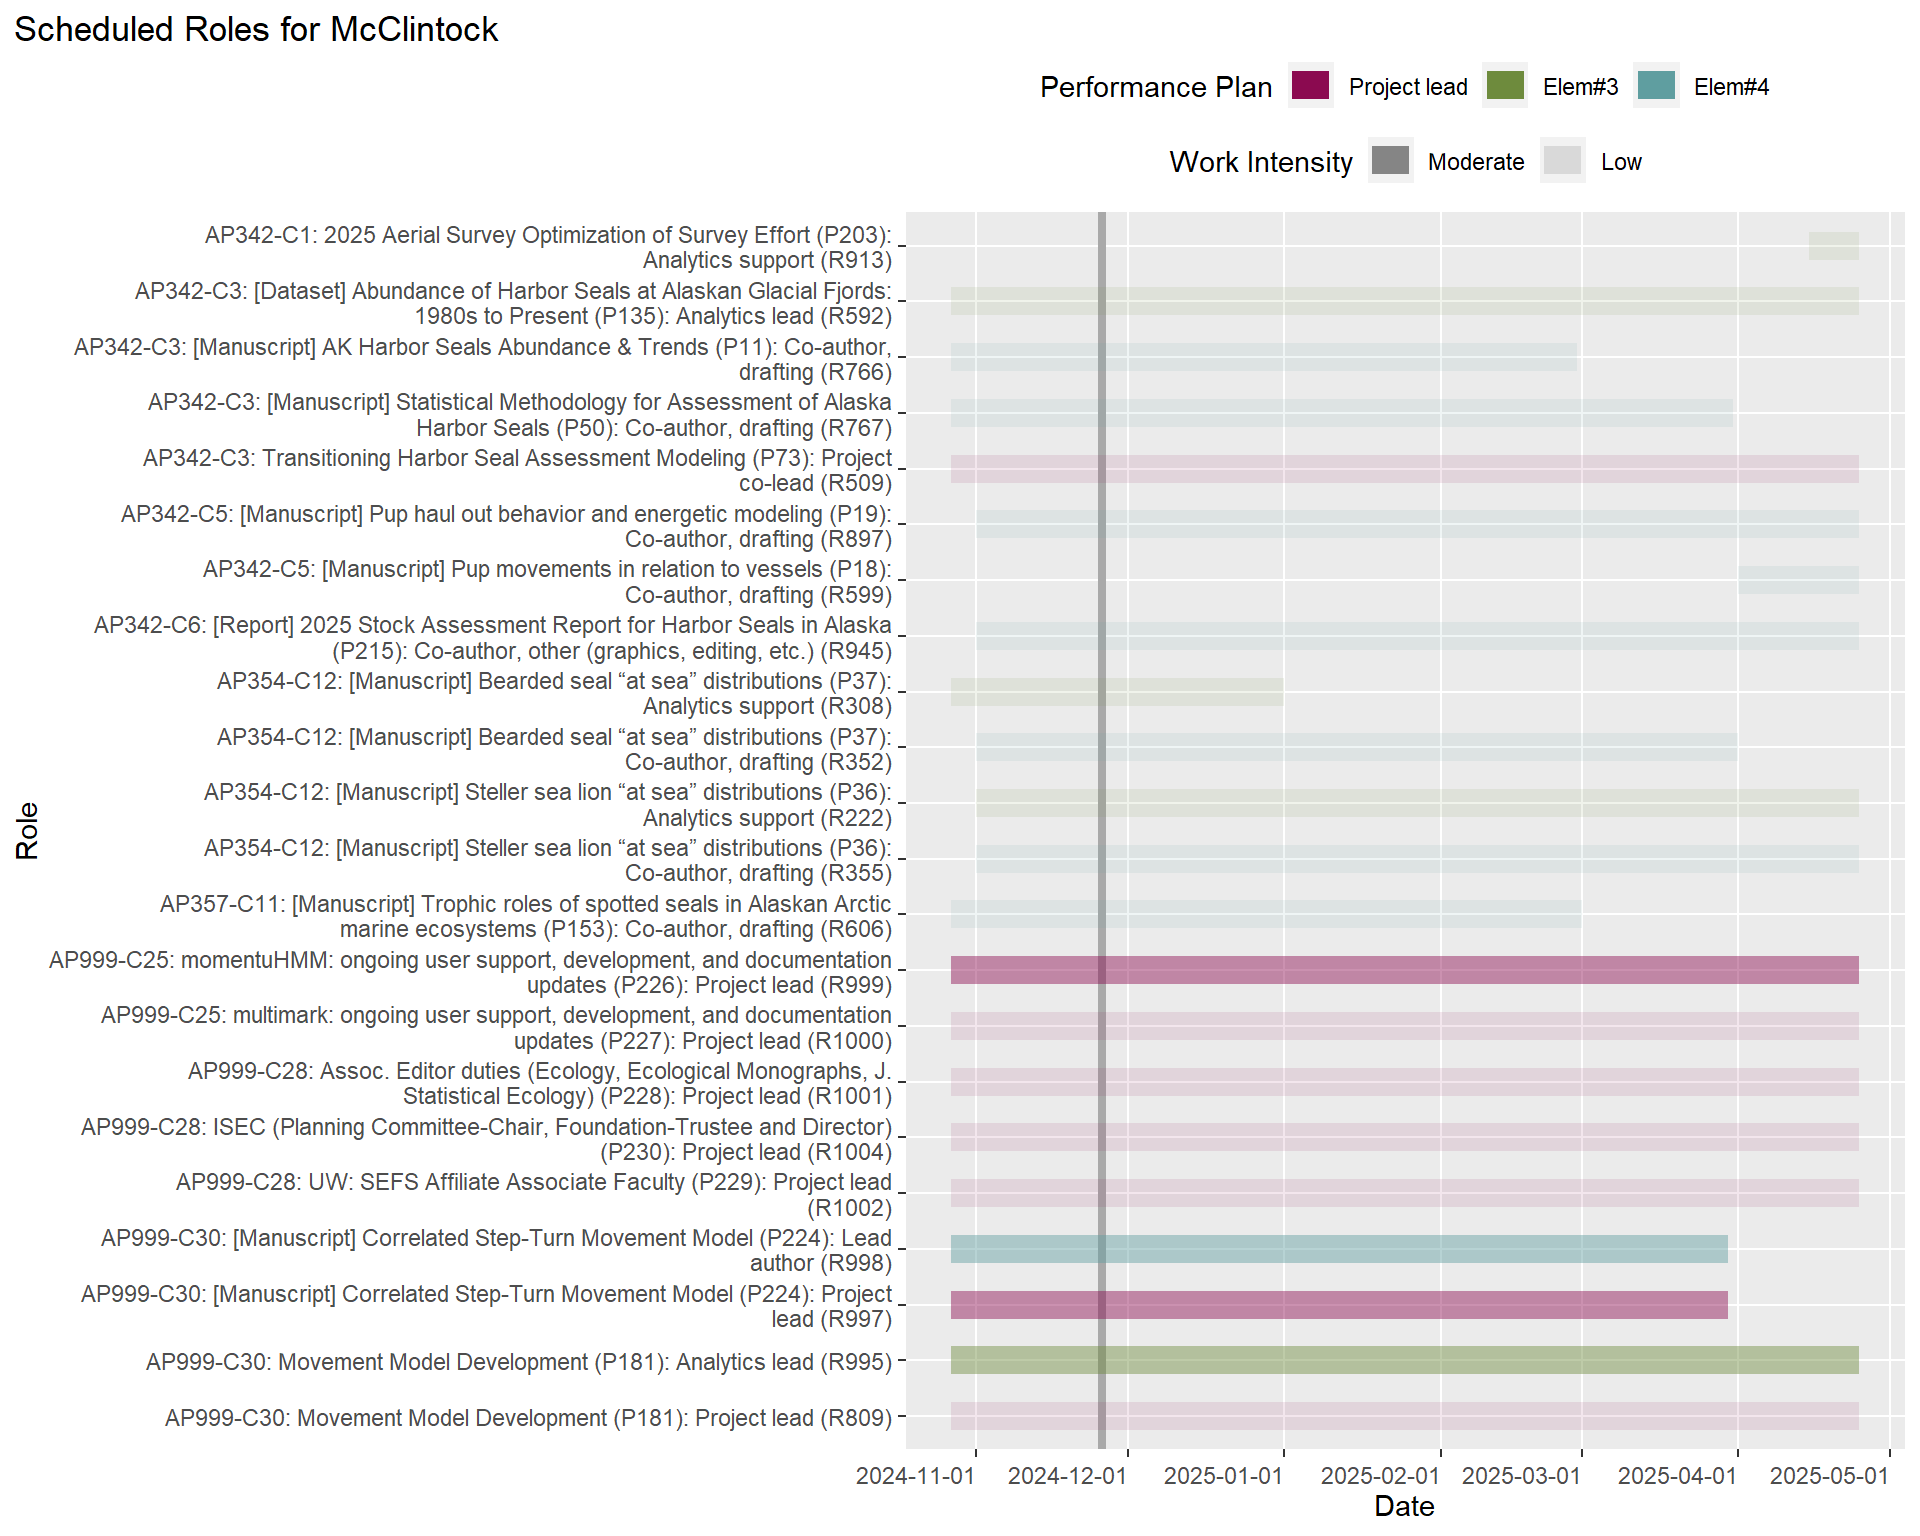 Scheduled Roles for McClintock
Performance Plan Project lead Elem#3 Elem#4
Work Intensity Moderate Low
AP342-C1: 2025 Aerial Survey Optimization of Survey Effort (P203):
Analytics support (R913)
AP342-C3: [Dataset] Abundance of Harbor Seals at Alaskan Glacial Fjords:
1980s to Present (P135): Analytics lead (R592)
AP342-C3: [Manuscript] AK Harbor Seals Abundance & Trends (P11): Co-author,
drafting (R766)
AP342-C3: [Manuscript] Statistical Methodology for Assessment of Alaska
Harbor Seals (P50): Co-author, drafting (R767)
AP342-C3: Transitioning Harbor Seal Assessment Modeling (P73): Project
co-lead (R509)
AP342-C5: [Manuscript] Pup haul out behavior and energetic modeling (P19):
Co-author, drafting (R897)
AP342-C5: [Manuscript] Pup movements in relation to vessels (P18):
Co-author, drafting (R599)
AP342-C6: [Report] 2025 Stock Assessment Report for Harbor Seals in Alaska
(P215): Co-author, other (graphics, editing, etc.) (R945)
AP354-C12: [Manuscript] Bearded seal “at sea” distributions (P37):
Analytics support (R308)
AP354-C12: [Manuscript] Bearded seal “at sea” distributions (P37):
Co-author, drafting (R352)
AP354-C12: [Manuscript] Steller sea lion “at sea” distributions (P36):
Analytics support (R222)
AP354-C12: [Manuscript] Steller sea lion “at sea” distributions (P36):
Co-author, drafting (R355)
AP357-C11: [Manuscript] Trophic roles of spotted seals in Alaskan Arctic
marine ecosystems (P153): Co-author, drafting (R606)
AP999-C25: momentuHMM: ongoing user support, development, and documentation
updates (P226): Project lead (R999)
AP999-C25: multimark: ongoing user support, development, and documentation
updates (P227): Project lead (R1000)
AP999-C28: Assoc. Editor duties (Ecology, Ecological Monographs, J.
Statistical Ecology) (P228): Project lead (R1001)
AP999-C28: ISEC (Planning Committee-Chair, Foundation-Trustee and Director)
(P230): Project lead (R1004)
AP999-C28: UW: SEFS Affiliate Associate Faculty (P229): Project lead
(R1002)
AP999-C30: [Manuscript] Correlated Step-Turn Movement Model (P224): Lead
author (R998)
AP999-C30: [Manuscript] Correlated Step-Turn Movement Model (P224): Project
lead (R997)
AP999-C30: Movement Model Development (P181): Analytics lead (R995)
AP999-C30: Movement Model Development (P181): Project lead (R809)
Role
2024-11-01 2024-12-01 2025-01-01 2025-02-01 2025-03-01 2025-04-01 2025-05-01
Date